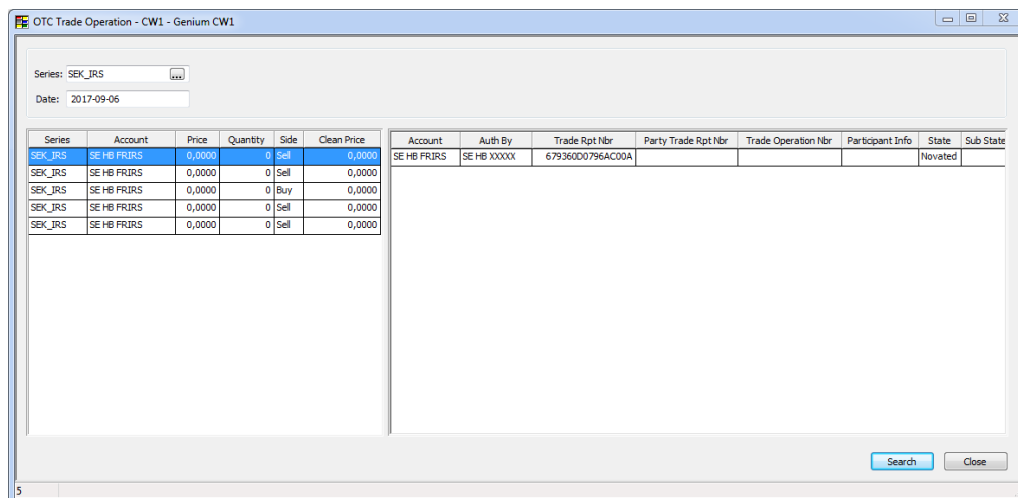 OTC Trade Operation - CW1 - Genium CW1
Series: SEK_IRS ...
Date: 2017-09-06
Series Account Price Quantity Side Clean Price
SEK_IRS SE HB FRIRS 0,0000 0 Sell 0,0000
SEK_IRS SE HB FRIRS 0,0000 0 Sell 0,0000
SEK_IRS SE HB FRIRS 0,0000 0 Buy 0,0000
SEK_IRS SE HB FRIRS 0,0000 0 Sell 0,0000
SEK_IRS SE HB FRIRS 0,0000 0 Sell 0,0000
Account Auth By Trade Rpt Nbr Party Trade Rpt Nbr Trade Operation Nbr Participant Info State Sub State
SE HB FRIRS SE HB XXXXX 679360D0796AC00A Novated
Search Close
5